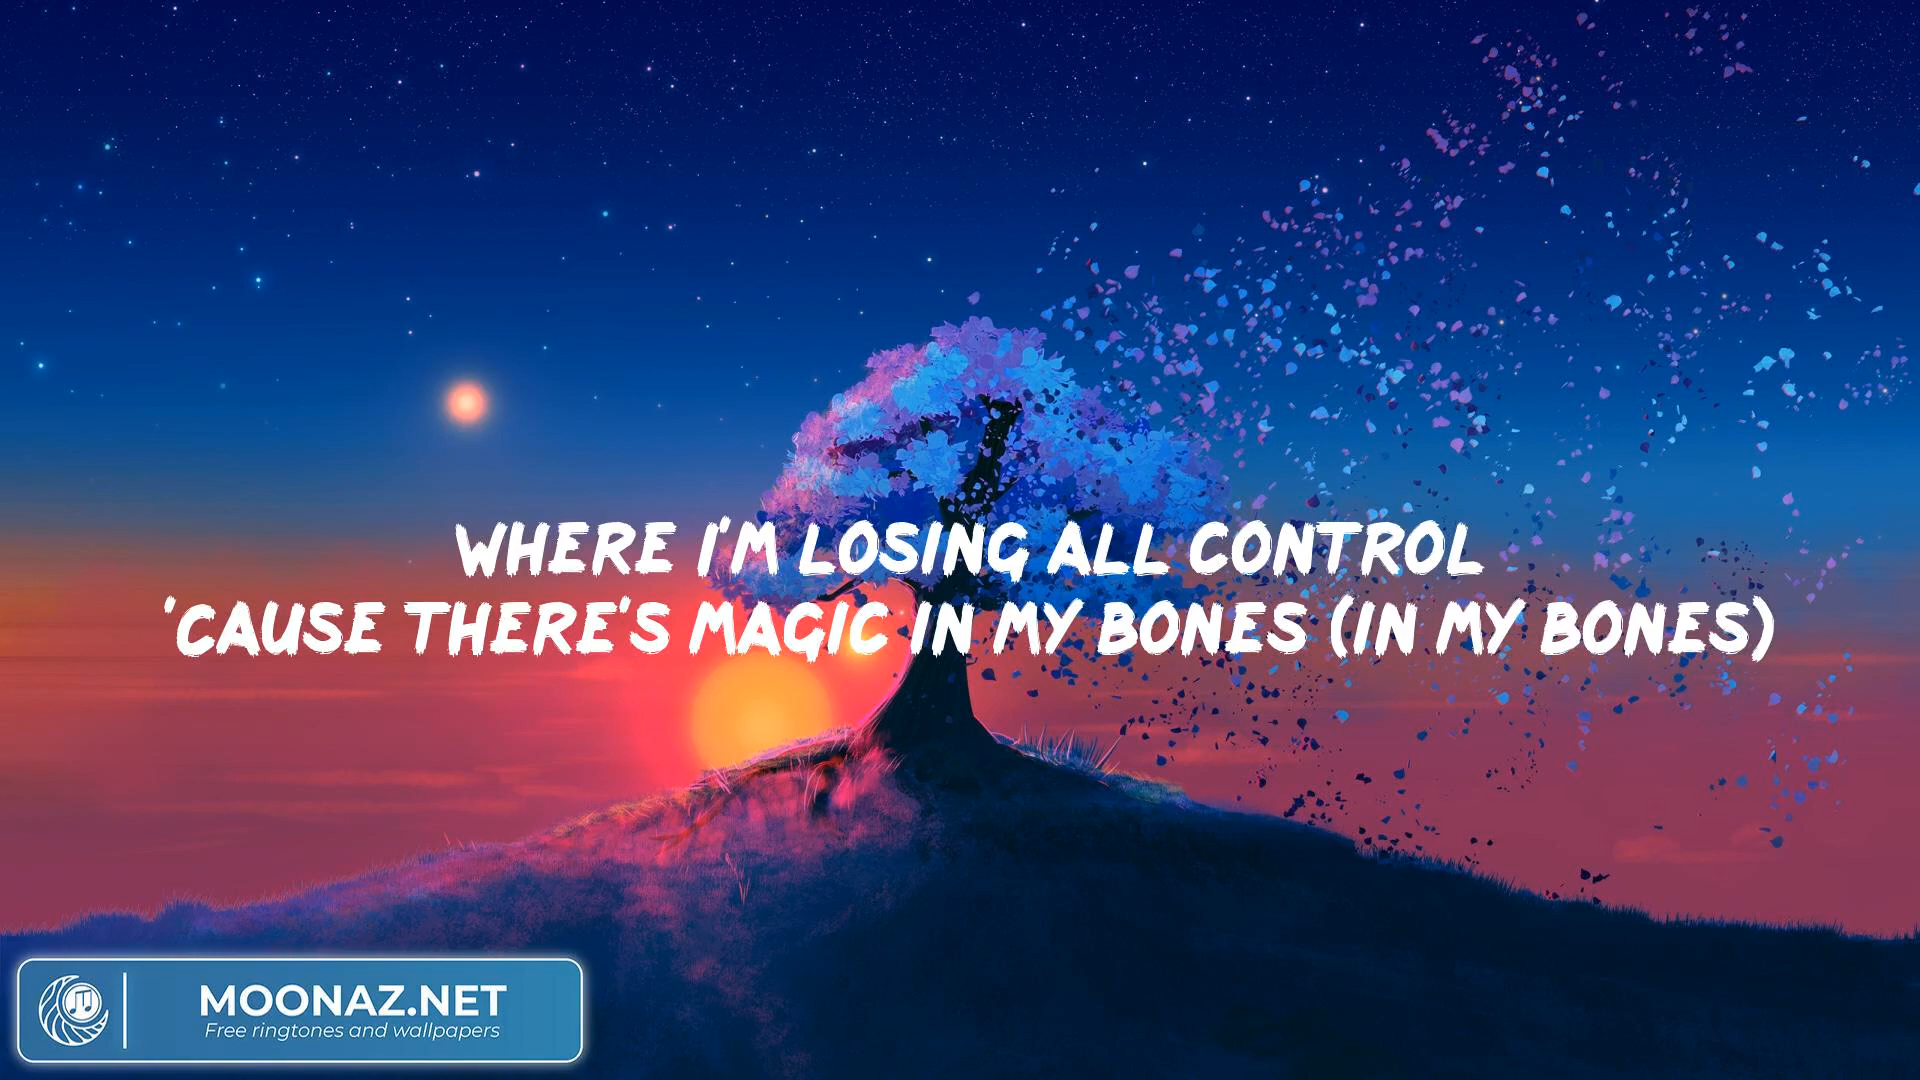 WHERE I'M LOSING ALL CONTROL
'CAUSE THERE'S MAGIC IN MY BONES (IN MY BONES)
MOONAZ.NET
Free ringtones and wallpapers